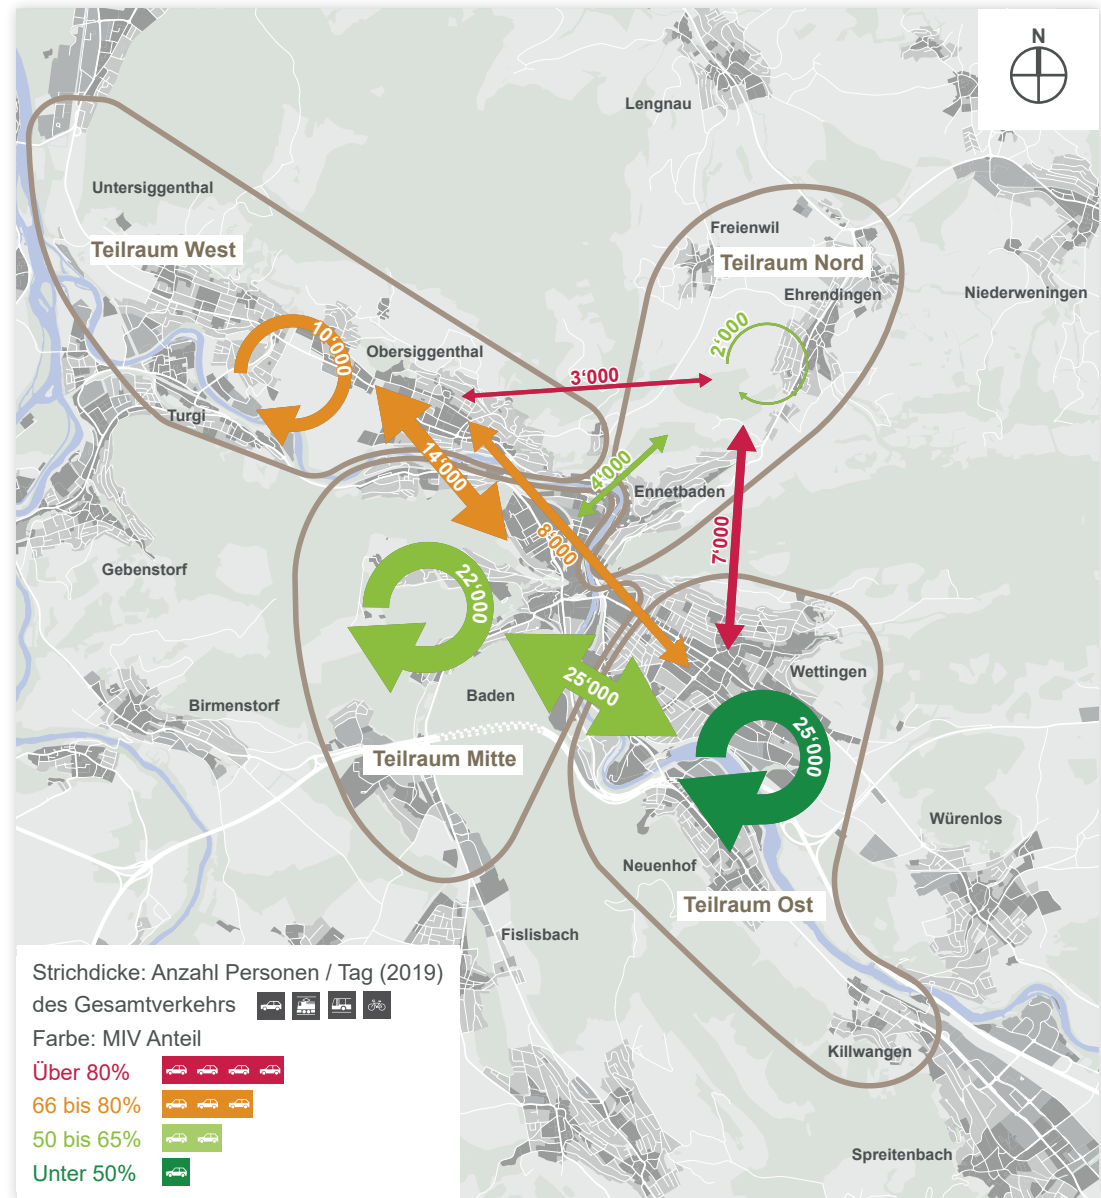 N
Lengnau
Untersiggenthal
Freienwil
Teilraum West
Teilraum Nord
Ehrendingen
Niederweningen
10‘000
2‘000
Obersiggenthal
3‘000
Turgi
14‘000
4‘000
Ennetbaden
8‘000
7‘000
Gebenstorf
22‘000
Wettingen
25‘000
Baden
Birmenstorf
25‘000
Teilraum Mitte
Würenlos
Neuenhof
Teilraum Ost
Fislisbach
Killwangen
Spreitenbach
Strichdicke: Anzahl Personen / Tag (2019)
des Gesamtverkehrs
Farbe: MIV Anteil
Über 80%
66 bis 80%
50 bis 65%
Unter 50%